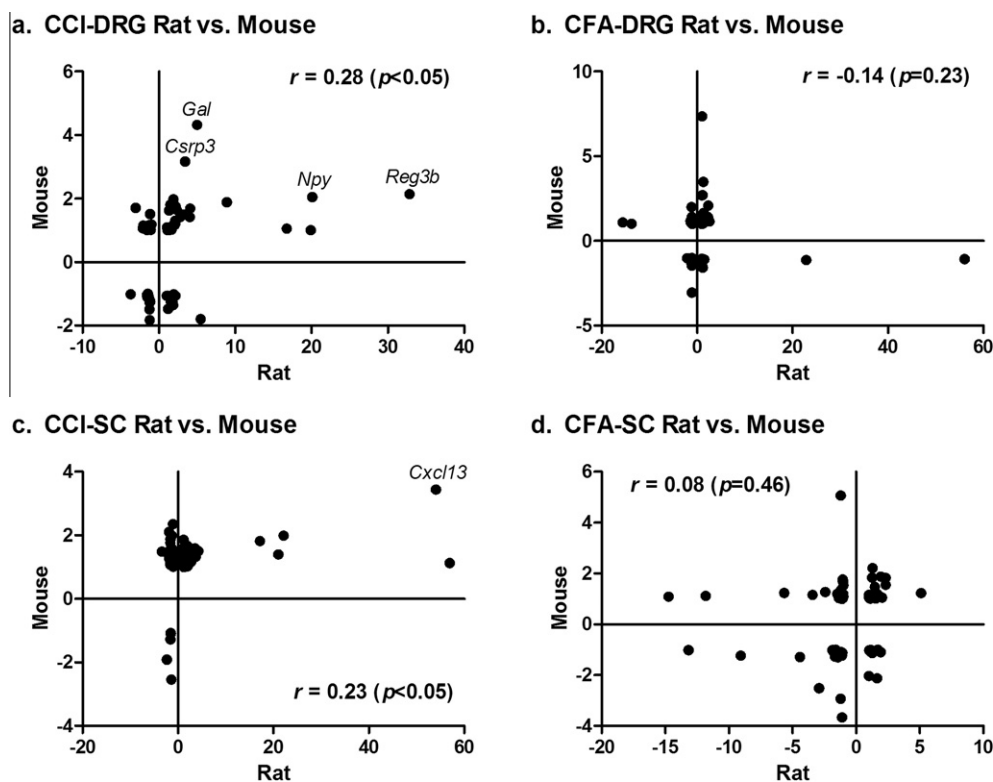 a. CCI-DRG Rat vs. Mouse
6
4
2
0
-2
-10
0
10
20
30
40
Mouse
Rat
r = 0.28 (p<0.05)
Gal
Csrp3
Npy
Reg3b
b. CFA-DRG Rat vs. Mouse
10
5
0
-5
-20
0
20
40
60
Mouse
Rat
r = -0.14 (p=0.23)
c. CCI-SC Rat vs. Mouse
4
2
0
-2
-4
-20
0
20
40
60
Mouse
Rat
Cxcl13
r = 0.23 (p<0.05)
d. CFA-SC Rat vs. Mouse
6
4
2
0
-2
-4
-20
-15
-10
-5
0
5
10
Mouse
Rat
r = 0.08 (p=0.46)